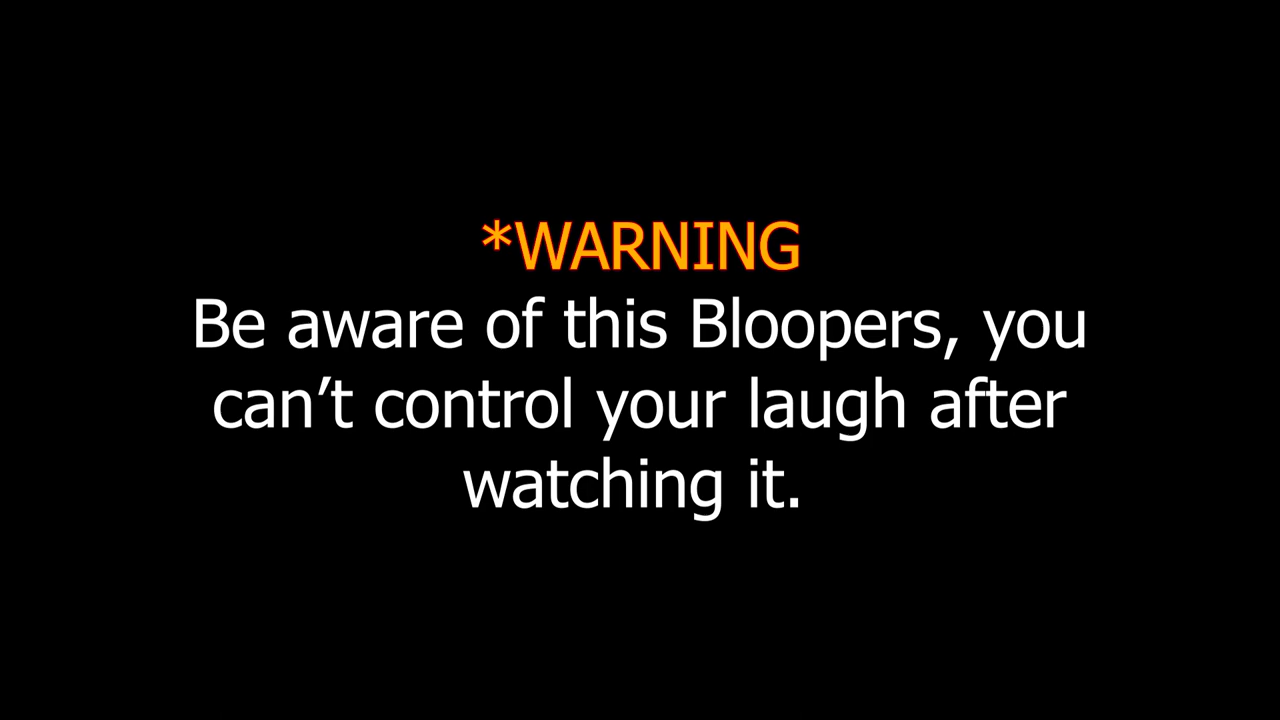 *WARNING
Be aware of this Bloopers, you
can’t control your laugh after
watching it.